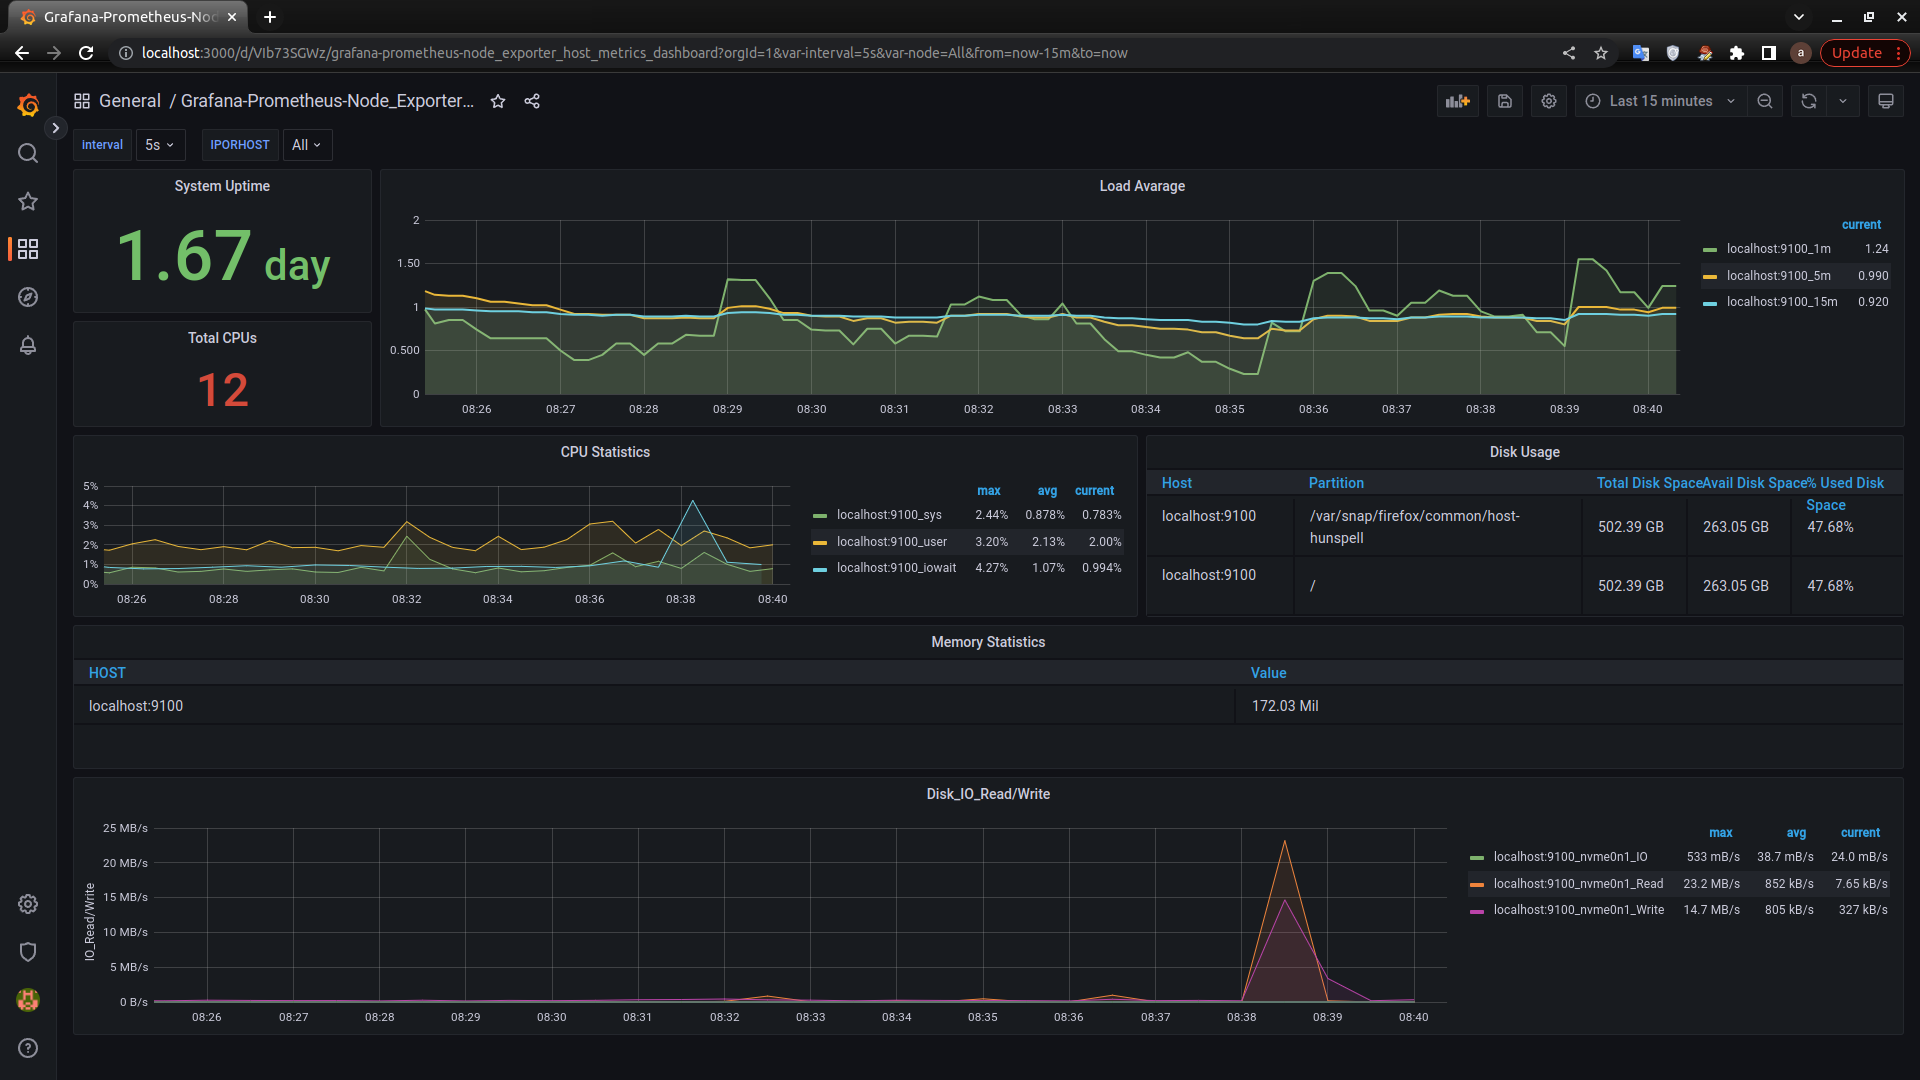 Grafana-Prometheus-Nod
localhost:3000/d/VIb73SGWz/grafana-prometheus-node_exporter_host_metrics_dashboard?orgId=1&var-interval=5s&var-node=All&from=now-15m&to=now
a
Update
General / Grafana-Prometheus-Node_Exporter...
Last 15 minutes
interval 5s IPORHOST All
System Uptime
1.67 day
Total CPUs
12
Load Avarage
2
1.50
1
0.500
0
08:26 08:27 08:28 08:29 08:30 08:31 08:32 08:33 08:34 08:35 08:36 08:37 08:38 08:39 08:40
current
localhost:9100_1m 1.24
localhost:9100_5m 0.990
localhost:9100_15m 0.920
CPU Statistics
5%
4%
3%
2%
1%
0%
08:26 08:28 08:30 08:32 08:34 08:36 08:38 08:40
max avg current
localhost:9100_sys 2.44% 0.878% 0.783%
localhost:9100_user 3.20% 2.13% 2.00%
localhost:9100_iowait 4.27% 1.07% 0.994%
Disk Usage
Host Partition Total Disk Space Avail Disk Space % Used Disk
Space
localhost:9100 /var/snap/firefox/common/host-
hunspell 502.39 GB 263.05 GB 47.68%
localhost:9100 / 502.39 GB 263.05 GB 47.68%
Memory Statistics
HOST Value
localhost:9100 172.03 Mil
Disk_IO_Read/Write
IO_Read/Write
25 MB/s
20 MB/s
15 MB/s
10 MB/s
5 MB/s
0 B/s
08:26 08:27 08:28 08:29 08:30 08:31 08:32 08:33 08:34 08:35 08:36 08:37 08:38 08:39 08:40
max avg current
localhost:9100_nvme0n1_IO 533 mB/s 38.7 mB/s 24.0 mB/s
localhost:9100_nvme0n1_Read 23.2 MB/s 852 kB/s 7.65 kB/s
localhost:9100_nvme0n1_Write 14.7 MB/s 805 kB/s 327 kB/s